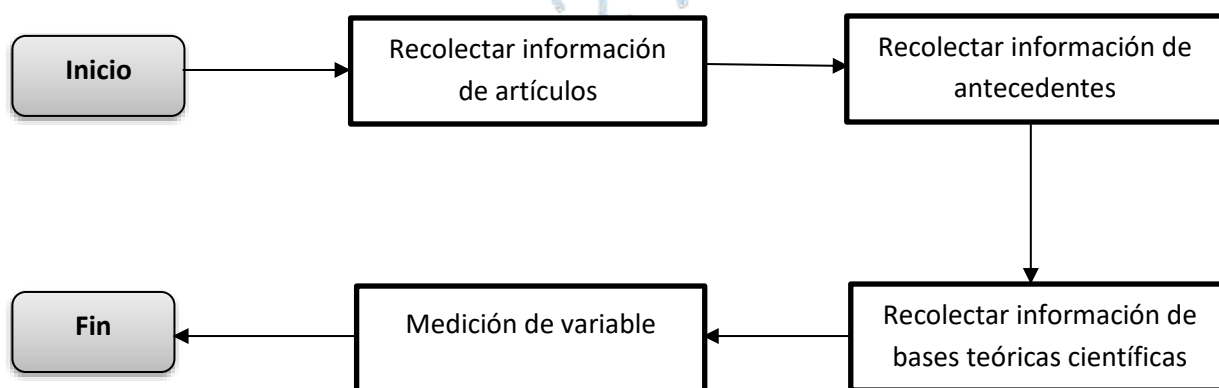 Inicio
Recolectar información
de artículos
Recolectar información de
antecedentes
Recolectar información de
bases teóricas científicas
Medición de variable
Fin